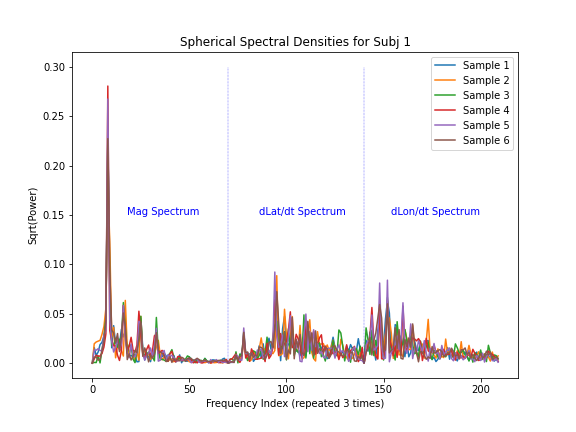 Spherical Spectral Densities for Subj 1
Sqrt(Power)
0.30
0.25
0.20
0.15
0.10
0.05
0.00
Sample 1
Sample 2
Sample 3
Sample 4
Sample 5
Sample 6
Mag Spectrum
dLat/dt Spectrum
dLon/dt Spectrum
0
50
100
150
200
Frequency Index (repeated 3 times)